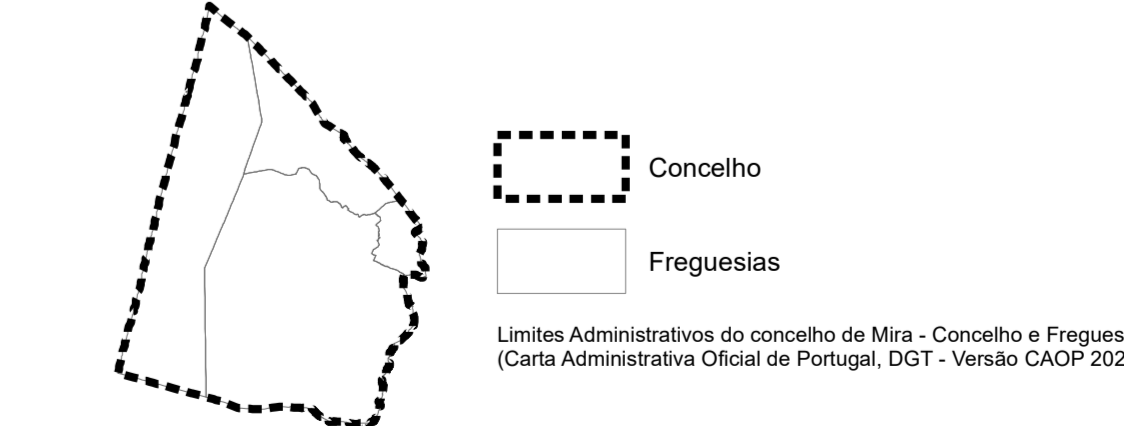 Concelho
Freguesias
Limites Administrativos do concelho de Mira - Concelho e Fregues
(Carta Administrativa Oficial de Portugal, DGT - Versão CAOP 202